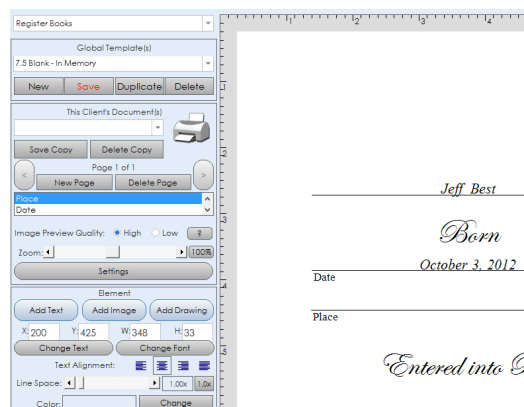 Register Books
Global Template(s)
7.5 Blank - In Memory
New Save Duplicate Delete
This Client's Document(s)
Save Copy Delete Copy
< Page 1 of 1 >
New Page Delete Page
Place
Date
Image Preview Quality: High Low ?
Zoom: 100%
Settings
Element
Add Text Add Image Add Drawing
X: 200 Y: 425 W: 348 H: 33
Change Text Change Font
Text Alignment:
Line Space: 1.00x 1.0x
Color: Change
1 3 4
1
2
3
4
5
Jeff Best
Born
October 3, 2012
Date
Place
Entered into